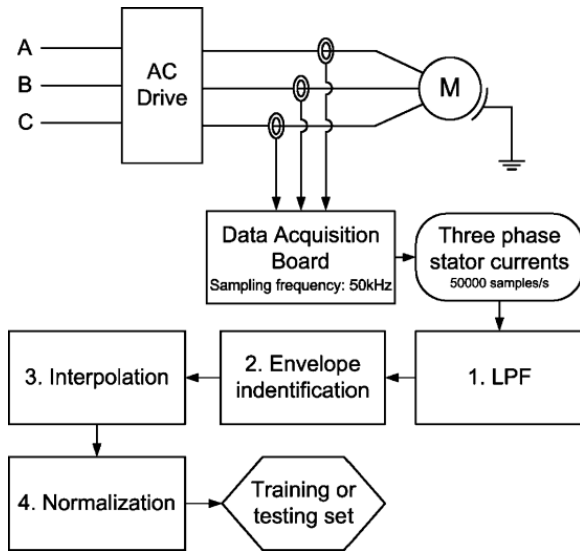 A
B
C
AC
Drive
M
Data Acquisition
Board
Sampling frequency: 50kHz
Three phase
stator currents
50000 samples/s
3. Interpolation
2. Envelope
indentification
1. LPF
4. Normalization
Training or
testing set